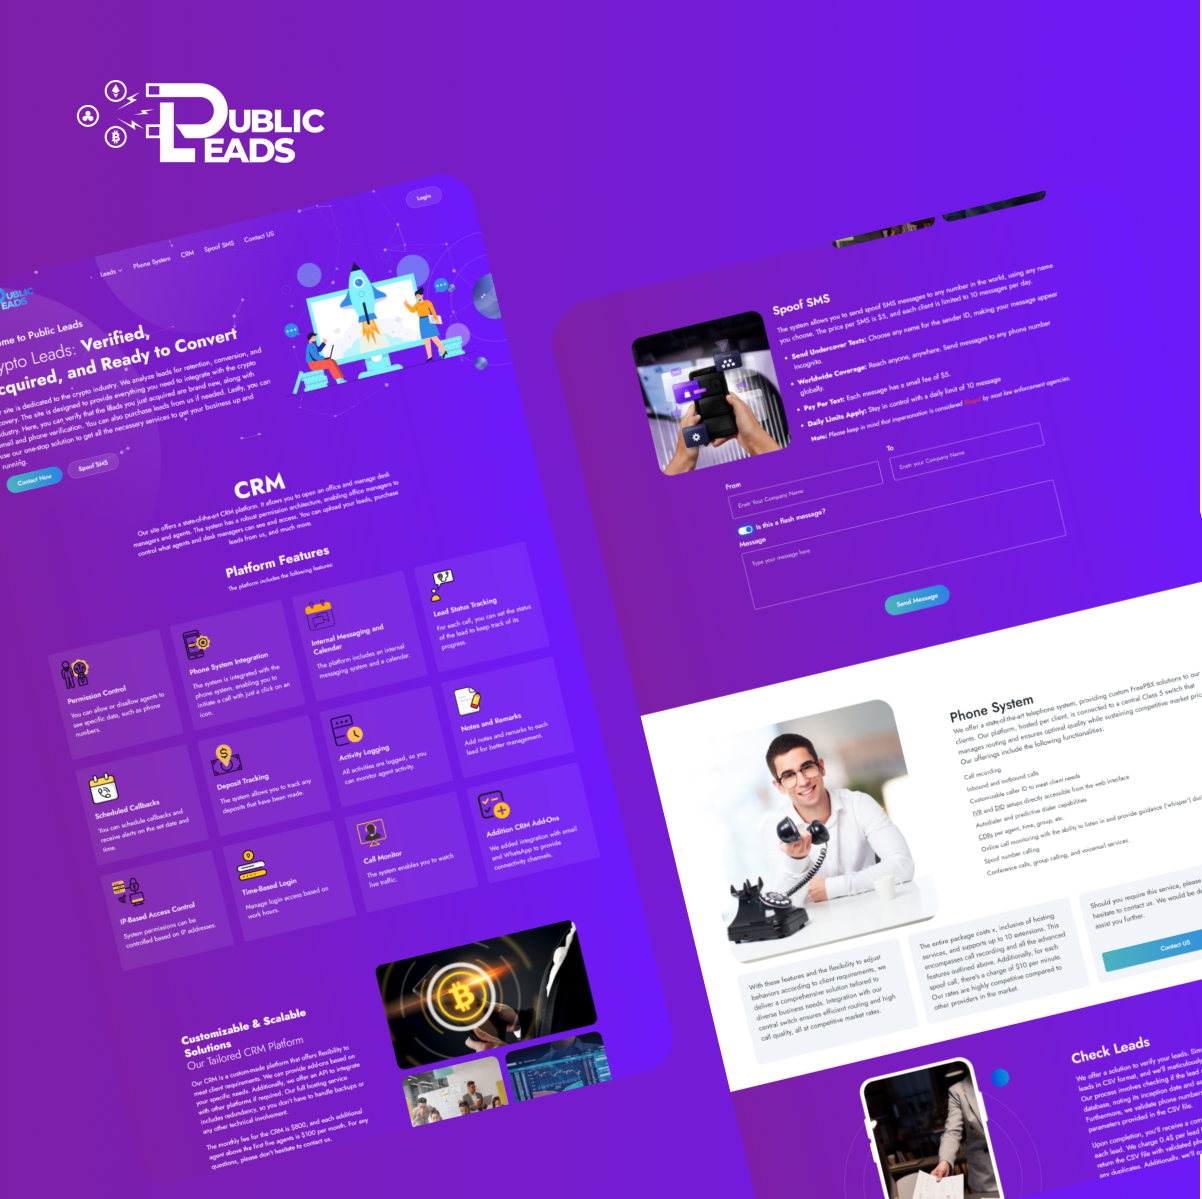 PUBLIC
LEADS
Login
Leads
Phone System
CRM
Spoof SMS
Contact US
PUBLIC
LEADS
ome to Public Leads
ypto Leads: Verified,
cquired, and Ready to Convert
site is dedicated to the crypto industry. We analyze leads for retention, conversion, and
covery. The site is designed to provide everything you need to integrate with the crypto
dustry. Here, you can verify that the leads you just acquired are brand new, along with
mail and phone verification. You can also purchase leads from us if needed. Lastly, you can
use our one-stop solution to get all the necessary services to get your business up and
running.
Contact Now
Spoof SMS
CRM
Our site offers a state-of-the-art CRM platform. It allows you to open an office and manage desk
managers and agents. The system has a robust permission architecture, enabling office managers to
control what agents and desk managers can see and access. You can upload your leads, purchase
leads from us, and much more.
Platform Features
The platform includes the following features:
Permission Control
You can allow or disallow agents to
see specific data, such as phone
numbers.
Phone System Integration
The system is integrated with the
phone system, enabling you to
initiate a call with just a click on an
icon.
Internal Messaging and
Calendar
The platform includes an internal
messaging system and a calendar.
Lead Status Tracking
For each call, you can set the status
of the lead to keep track of its
progress.
Scheduled Callbacks
You can schedule callbacks and
receive alerts on the set date and
time.
Deposit Tracking
The system allows you to track any
deposits that have been made.
Activity Logging
All activities are logged, so you
can monitor agent activity.
Notes and Remarks
Add notes and remarks to each
lead for better management.
IP-Based Access Control
System permissions can be
controlled based on IP addresses.
Time-Based Login
Manage login access based on
work hours.
Call Monitor
The system enables you to watch
live traffic.
Addition CRM Add-Ons
We added integration with email
and WhatsApp to provide
connectivity channels.
Customizable & Scalable
Solutions
Our Tailored CRM Platform
Our CRM is a custom-made platform that offers flexibility to
meet client requirements. We can provide add-ons based on
your specific needs. Additionally, we offer an API to integrate
with other platforms if required. Our full hosting service
includes redundancy, so you don't have to handle backups or
any other technical involvement.
The monthly fee for the CRM is $800, and each additional
agent above the first five agents is $100 per month. For any
questions, please don't hesitate to contact us.
Spoof SMS
The system allows you to send spoof SMS messages to any number in the world, using any name
you choose. The price per SMS is $5, and each client is limited to 10 messages per day.
• Send Undercover Texts: Choose any name for the sender ID, making your message appear
incognito.
• Worldwide Coverage: Reach anyone, anywhere. Send messages to any phone number
globally.
• Pay Per Text: Each message has a small fee of $5.
• Daily Limits Apply: Stay in control with a daily limit of 10 message
Note: Please keep in mind that impersonation is considered illegal by most law enforcement agencies.
From
Enter Your Company Name
To
Enter your Company Name
Is this a flash message?
Message
Type your message here
Send Message
Phone System
We offer a state-of-the-art telephone system, providing custom FreePBX solutions to our
clients. Our platform, hosted per client, is connected to a central Class 5 switch that
manages routing and ensures optimal quality while sustaining competitive market pric
Our offerings include the following functionalities:
Call recording
Inbound and outbound calls
Customizable caller ID to meet client needs
IVR and DID setups directly accessible from the web interface
Autodialer and predictive dialer capabilities
CDRs per agent, time, group, etc.
Online call monitoring with the ability to listen in and provide guidance ('whisper') duri
Spoof number calling
Conference calls, group calling, and voicemail services.
With these features and the flexibility to adjust
behaviors according to client requirements, we
deliver a comprehensive solution tailored to
diverse business needs. Integration with our
central switch ensures efficient routing and high
call quality, all at competitive market rates.
The entire package costs x, inclusive of hosting
services, and supports up to 10 extensions. This
encompasses call recording and all the advanced
features outlined above. Additionally, for each
spoof call, there's a charge of $10 per minute.
Our rates are highly competitive compared to
other providers in the market.
Should you require this service, please
hesitate to contact us. We would be de
assist you further.
Contact US
Check Leads
We offer a solution to verify your leads. Sim
leads in CSV format, and we'll meticulously
Our process involves checking if the lead
database, noting its inception date and
Furthermore, we validate phone numbers
parameters provided in the CSV file.
Upon completion, you'll receive a com
each lead. We charge 0.4$ per lead
return the CSV file with validated ph
any duplicates. Additionally, we'll